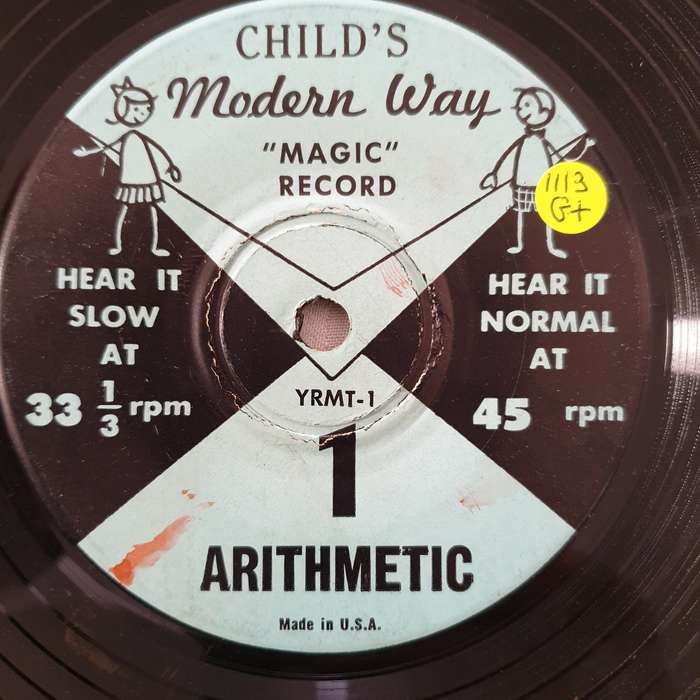 CHILD'S
Modern Way
"MAGIC"
RECORD
1113
G+
HEAR IT
SLOW
AT
33 1/3 rpm
HEAR IT
NORMAL
AT
45 rpm
YRMT-1
1
ARITHMETIC
Made in U.S.A.